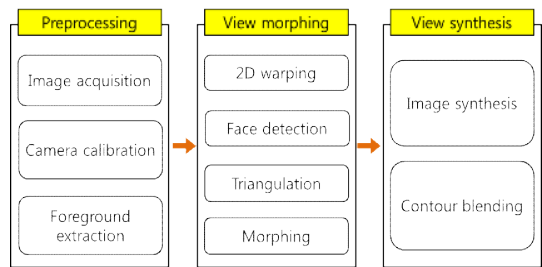 Preprocessing
Image acquisition
Camera calibration
Foreground
extraction
View morphing
2D warping
Face detection
Triangulation
Morphing
View synthesis
Image synthesis
Contour blending